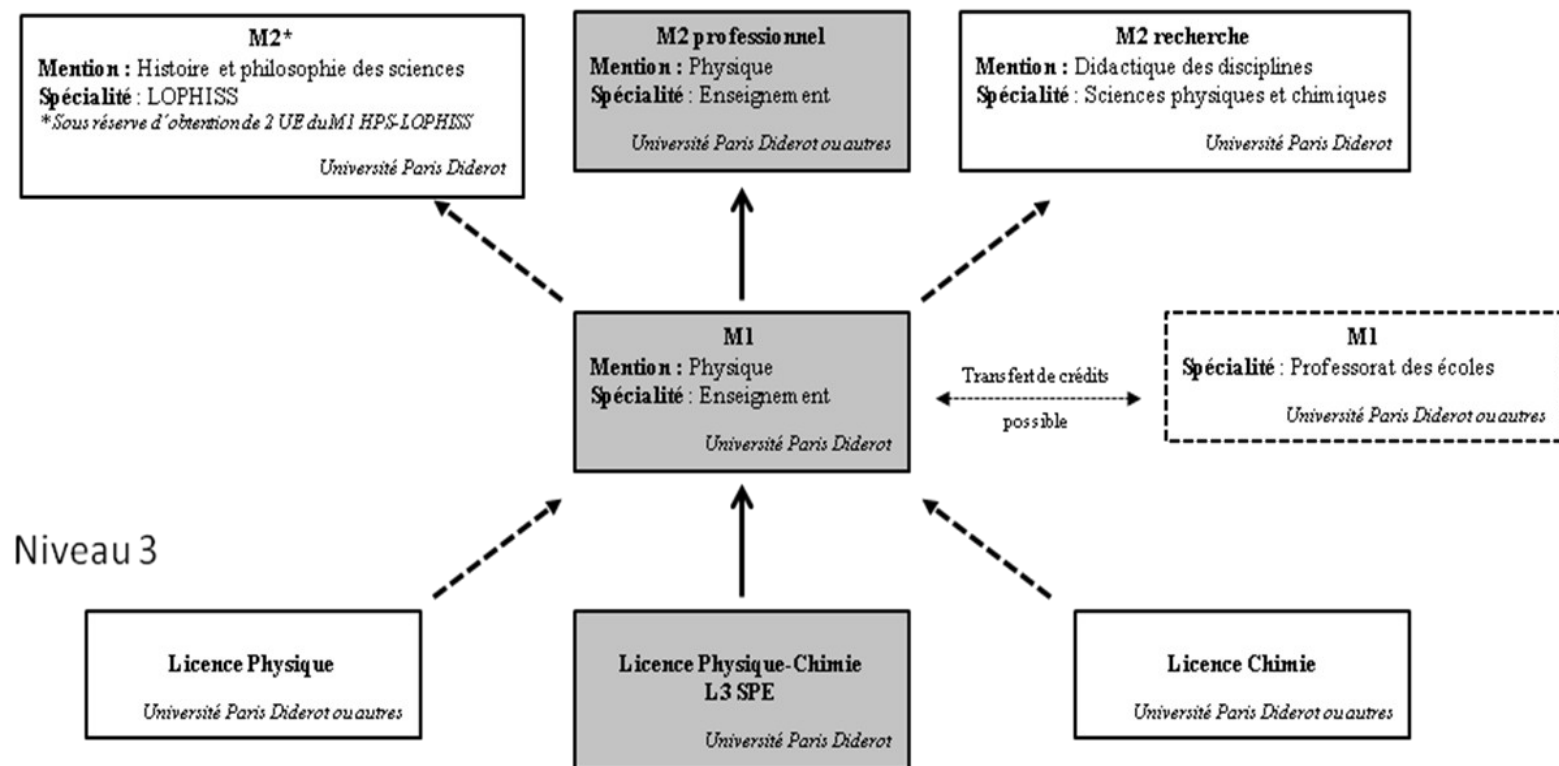 M2*
Mention : Histoire et philosophie des sciences
Spécialité : LOPHISS
*Sous réserve d´obtention de 2 UE du M1 HPS-LOPHISS
Université Paris Diderot
M2 professionnel
Mention : Physique
Spécialité : Enseignement
Université Paris Diderot ou autres
M2 recherche
Mention : Didactique des disciplines
Spécialité : Sciences physiques et chimiques
Université Paris Diderot
M1
Mention : Physique
Spécialité : Enseignement
Université Paris Diderot
Transfert de crédits
possible
M1
Spécialité : Professorat des écoles
Université Paris Diderot ou autres
Niveau 3
Licence Physique
Université Paris Diderot ou autres
Licence Physique-Chimie
L3 SPE
Université Paris Diderot
Licence Chimie
Université Paris Diderot ou autres